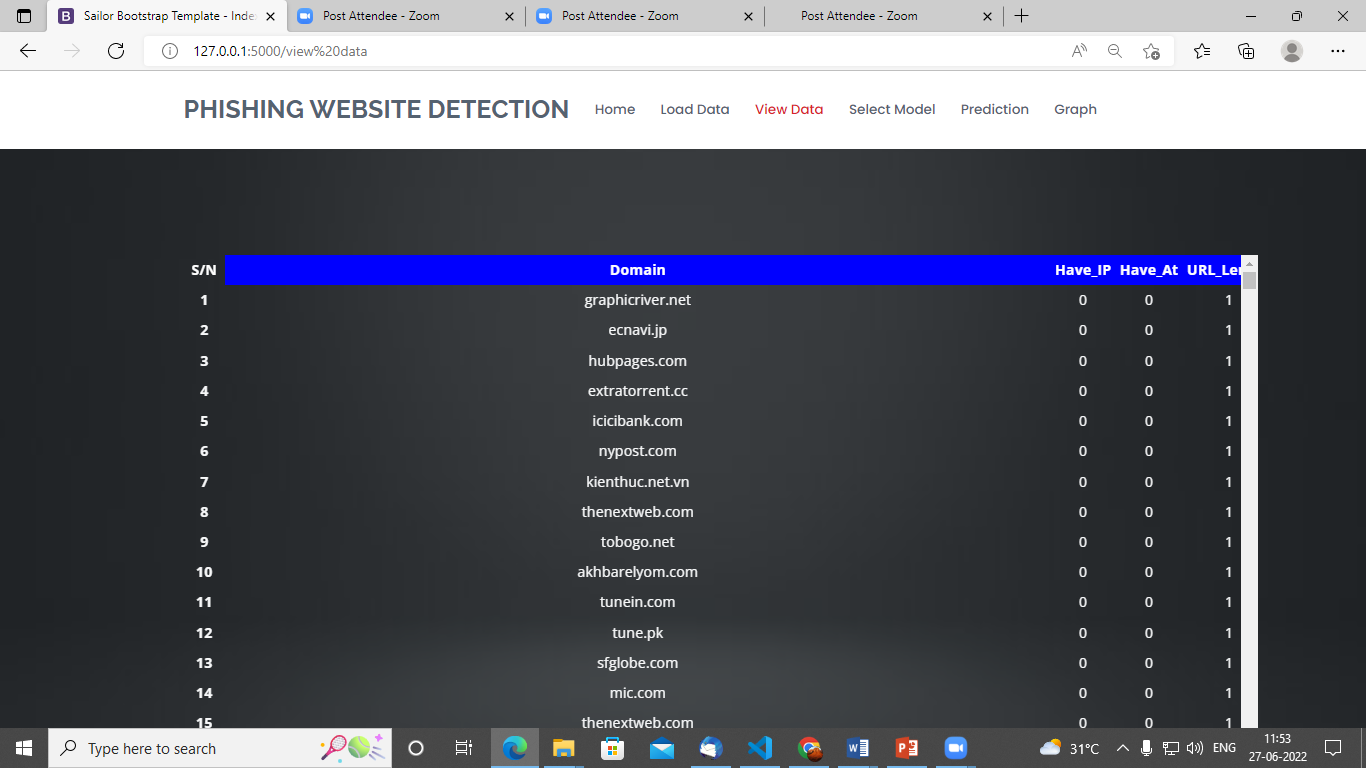 Sailor Bootstrap Template - Inde
Post Attendee - Zoom
Post Attendee - Zoom
Post Attendee - Zoom
127.0.0.1:5000/view%20data
PHISHING WEBSITE DETECTION
Home
Load Data
View Data
Select Model
Prediction
Graph
S/N Domain Have_IP Have_At URL_Le
1 graphicriver.net 0 0 1
2 ecnavi.jp 0 0 1
3 hubpages.com 0 0 1
4 extratorrent.cc 0 0 1
5 icicibank.com 0 0 1
6 nypost.com 0 0 1
7 kienthuc.net.vn 0 0 1
8 thenextweb.com 0 0 1
9 tobogo.net 0 0 1
10 akhbarelyom.com 0 0 1
11 tunein.com 0 0 1
12 tune.pk 0 0 1
13 sfglobe.com 0 0 1
14 mic.com 0 0 1
15 thenextweb.com 0 0 1
Type here to search
31°C
ENG
11:53
27-06-2022